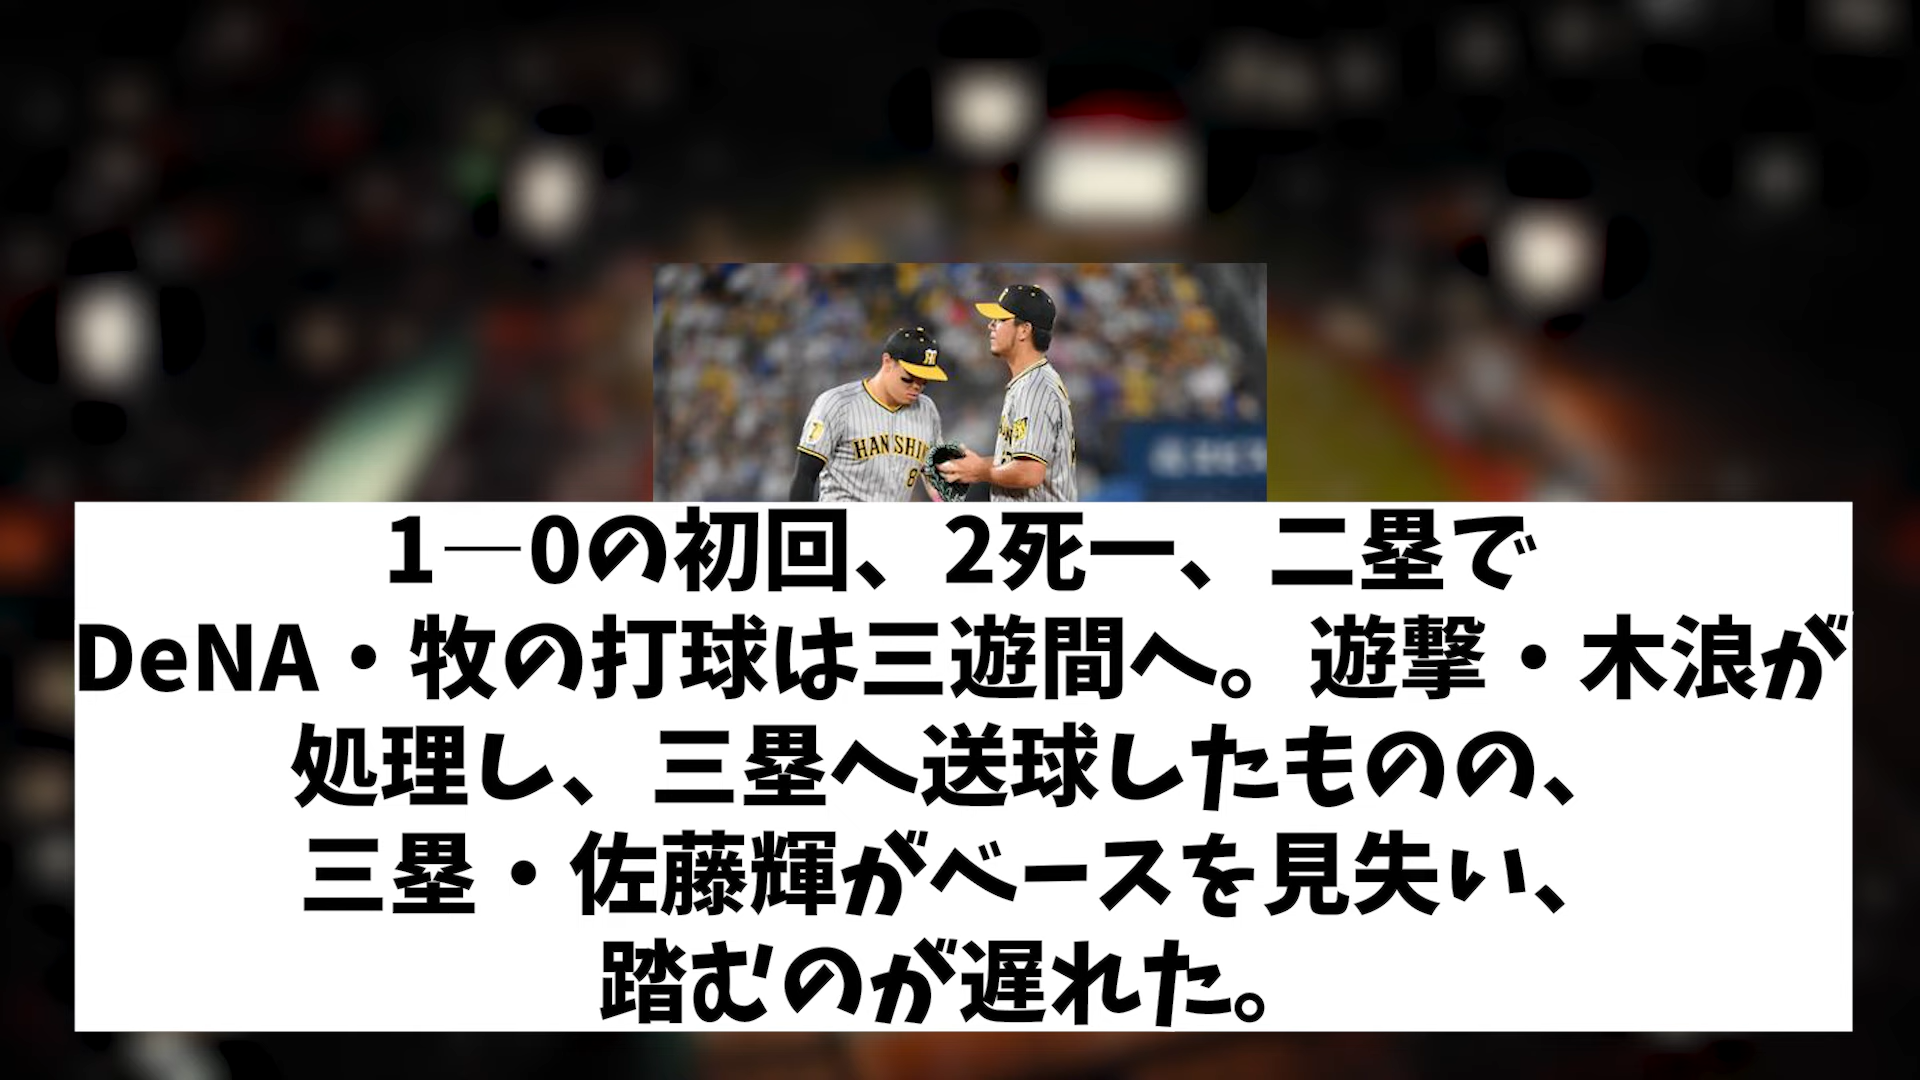 HANSHIN
8
1―0の初回、2死一、二塁で
DeNA・牧の打球は三遊間へ。遊撃・木浪が
処理し、三塁へ送球したものの、
三塁・佐藤輝がベースを見失い、
踏むのが遅れた。